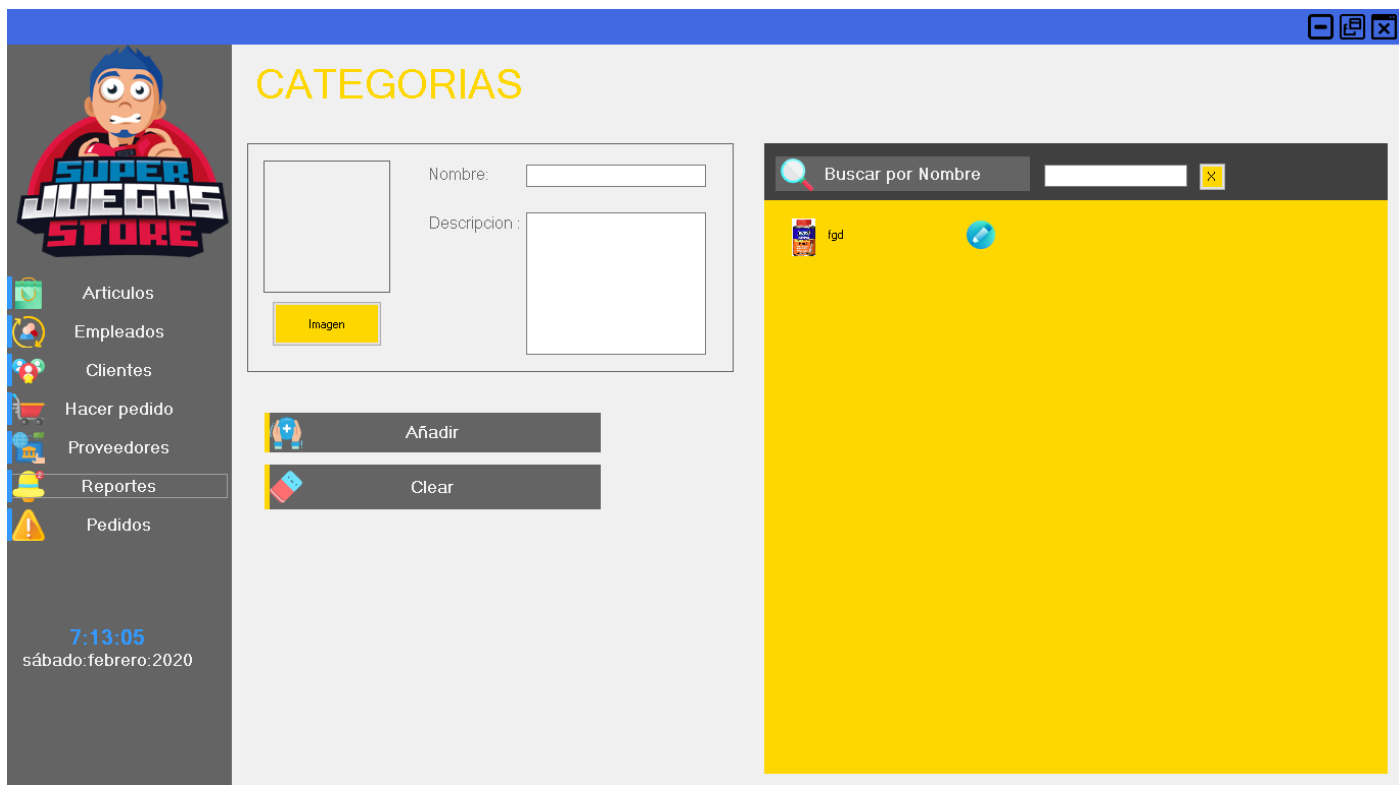 CATEGORIAS
SUPER
JUEGOS
STORE
Articulos
Empleados
Clientes
Hacer pedido
Proveedores
Reportes
Pedidos
7:13:05
sábado:febrero:2020
Nombre:
Descripcion :
Imagen
Añadir
Clear
Buscar por Nombre
X
fgd